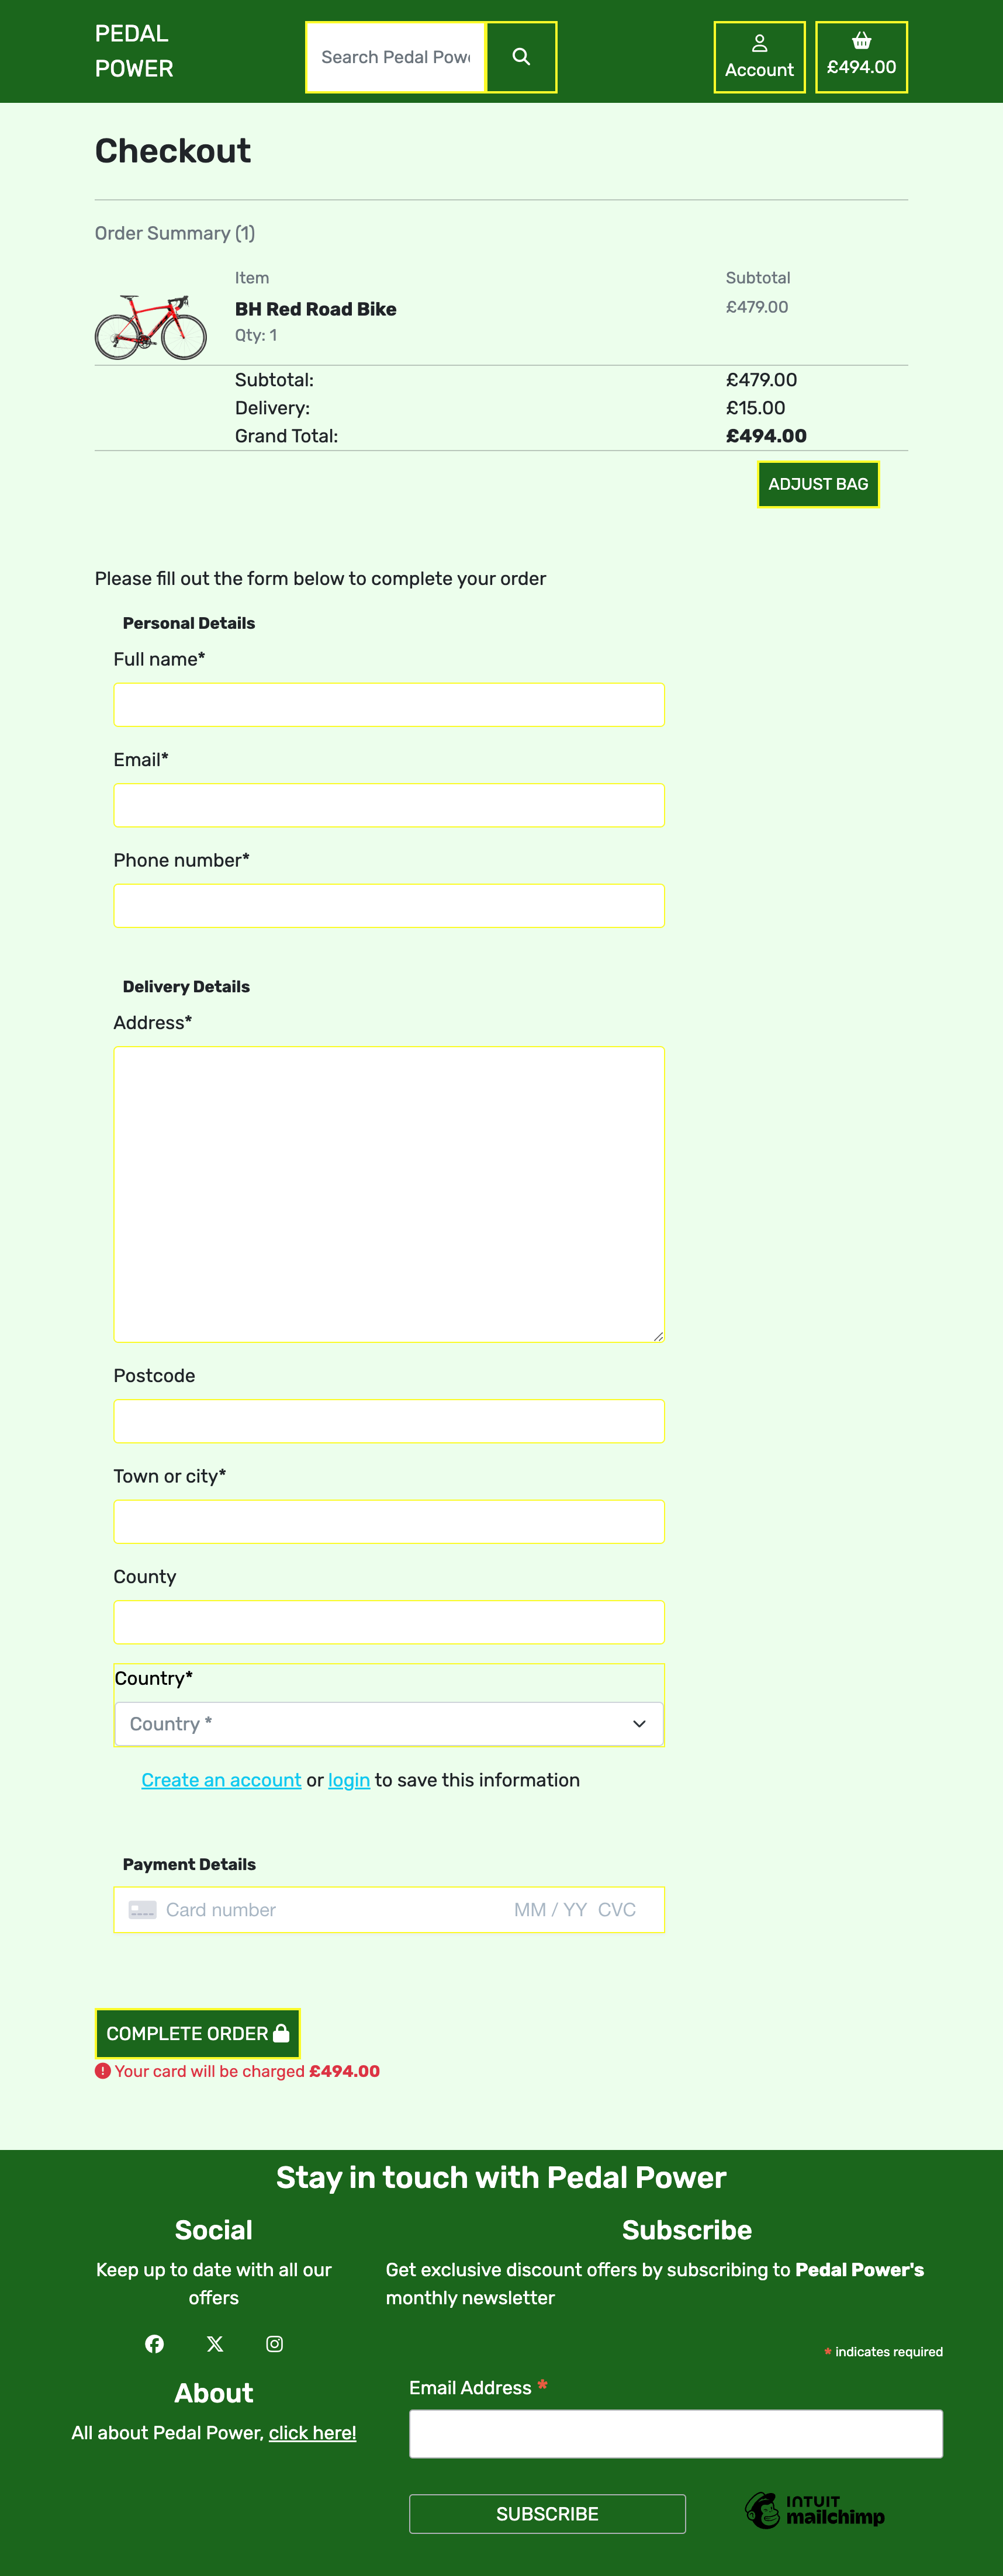 PEDAL
POWER
Search Pedal Pow
Account
£494.00
Checkout
Order Summary (1)
Item
Subtotal
BH Red Road Bike
£479.00
Qty: 1
Subtotal:
£479.00
Delivery:
£15.00
Grand Total:
£494.00
ADJUST BAG
Please fill out the form below to complete your order
Personal Details
Full name*
Email*
Phone number*
Delivery Details
Address*
Postcode
Town or city*
County
Country*
Country *
Create an account or login to save this information
Payment Details
Card number
MM / YY CVC
COMPLETE ORDER
Your card will be charged £494.00
Stay in touch with Pedal Power
Social
Keep up to date with all our
offers
About
All about Pedal Power, click here!
Subscribe
Get exclusive discount offers by subscribing to Pedal Power's
monthly newsletter
* indicates required
Email Address *
SUBSCRIBE
INTUIT
mailchimp